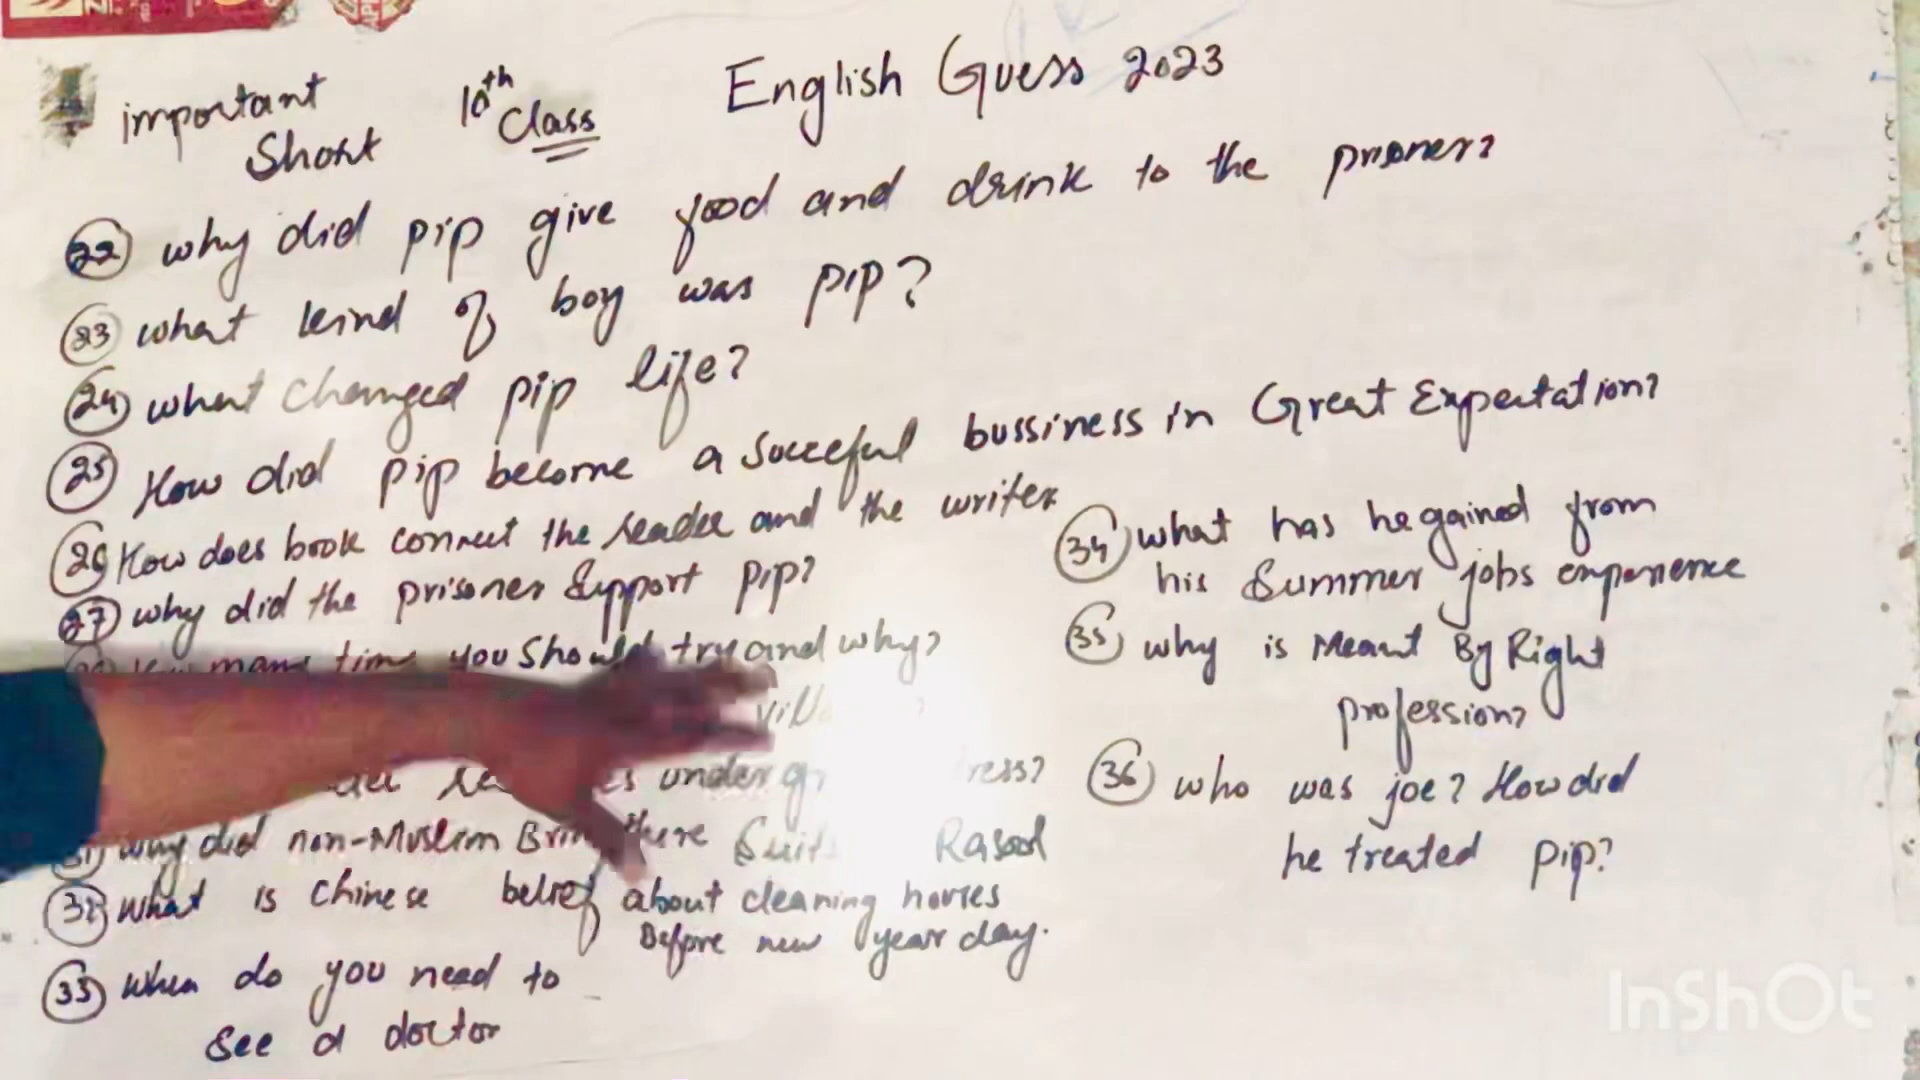 important
Short
10th Class
English Guess 2023
22 why did pip give food and drink to the prisoner?
23 what kind of boy was pip?
24 what changed pip life?
25 How did pip become a succeful bussiness in Great Expectation?
26 How does book connect the reader and the writer
27 why did the prisoner support pip?
many time you should try and why?
under
31 why did non-Muslim Bring there Suits Rasool
32 what is Chinese belief about cleaning homes
Before new year day.
33 when do you need to
see a doctor
34 what has he gained from
his Summer jobs experience
35 why is Meant By Right
profession?
36 who was joe? How did
he treated pip?
InShOt